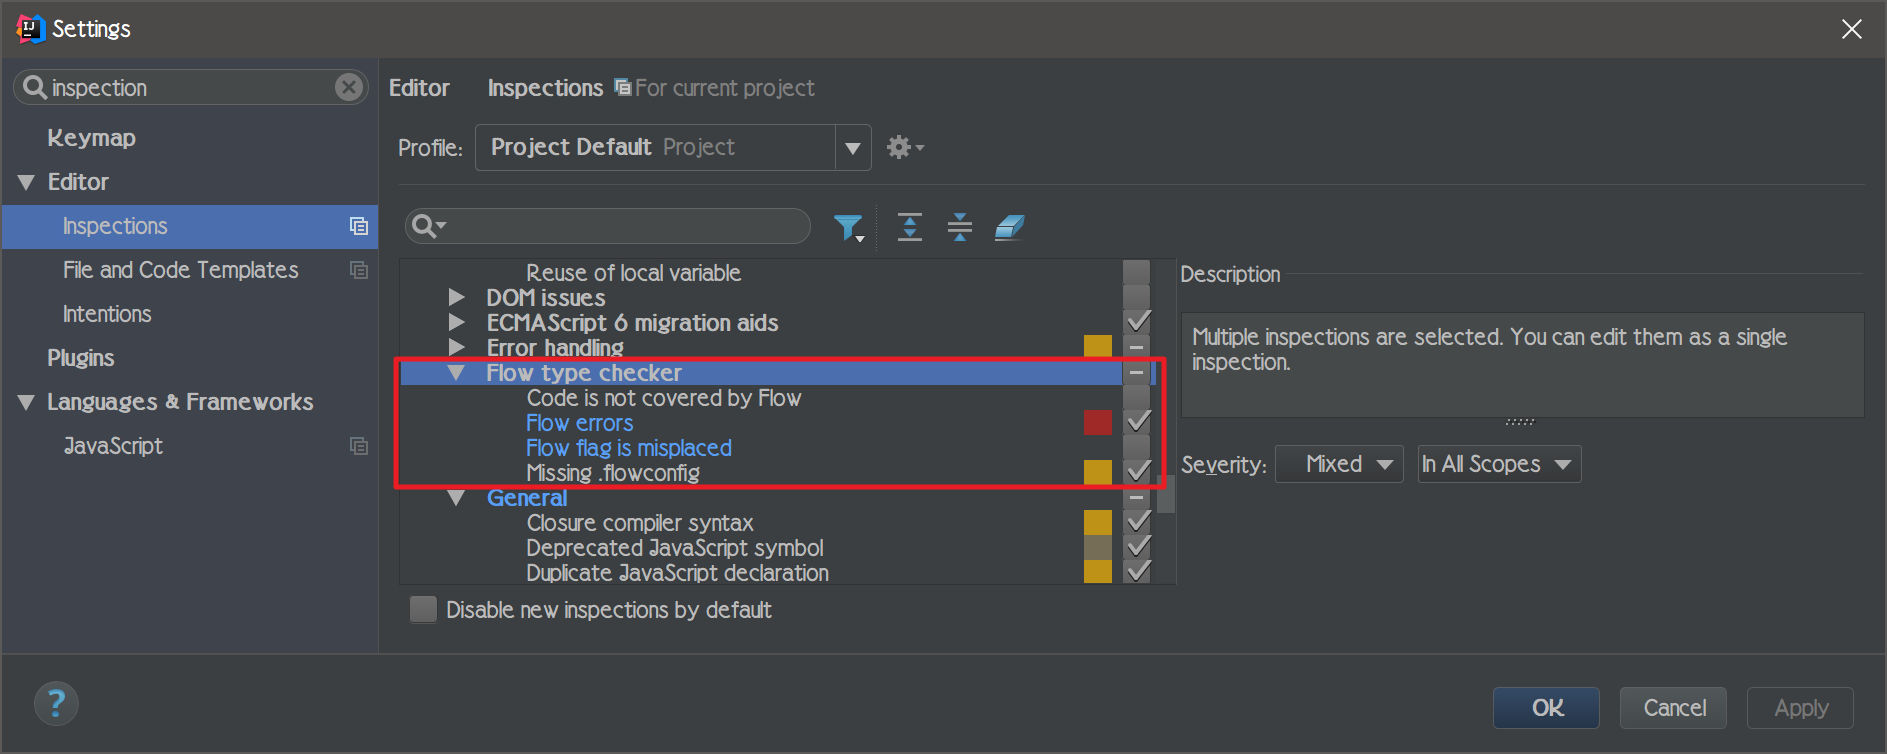 Settings
inspection
Keymap
Editor
Inspections
File and Code Templates
Intentions
Plugins
Languages & Frameworks
JavaScript
Editor Inspections For current project
Profile: Project Default Project
Reuse of local variable
DOM issues
ECMAScript 6 migration aids
Error handling
Flow type checker
Code is not covered by Flow
Flow errors
Flow flag is misplaced
Missing .flowconfig
General
Closure compiler syntax
Deprecated JavaScript symbol
Duplicate JavaScript declaration
Disable new inspections by default
Description
Multiple inspections are selected. You can edit them as a single
inspection.
Severity: Mixed In All Scopes
?
OK Cancel Apply